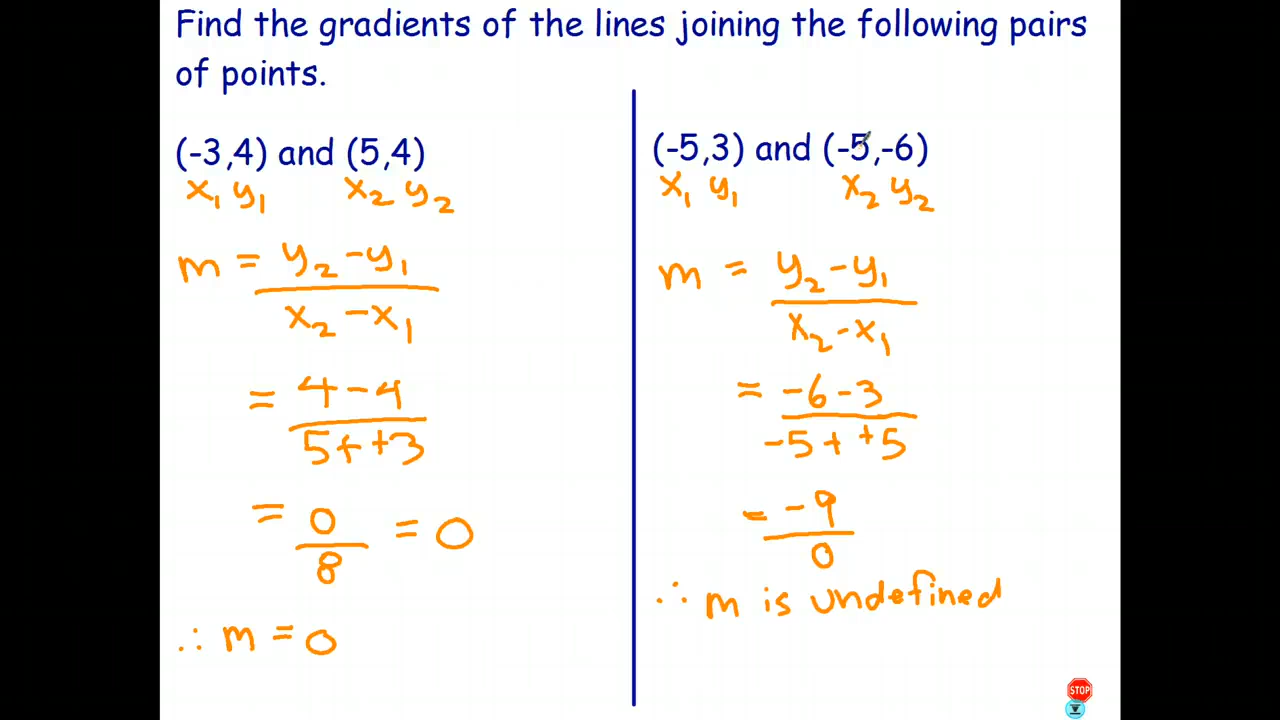 Find the gradients of the lines joining the following pairs
of points.
(-3,4) and (5,4)
x₁ y₁ x₂ y₂
m = y₂ - y₁
x₂ - x₁
= 4 - 4
5 + +3
= 0
8
= 0
∴ m = 0
(-5,3) and (-5,-6)
x₁ y₁ x₂ y₂
m = y₂ - y₁
x₂ - x₁
= -6 - 3
-5 + +5
= -9
0
∴ m is undefined
STOP